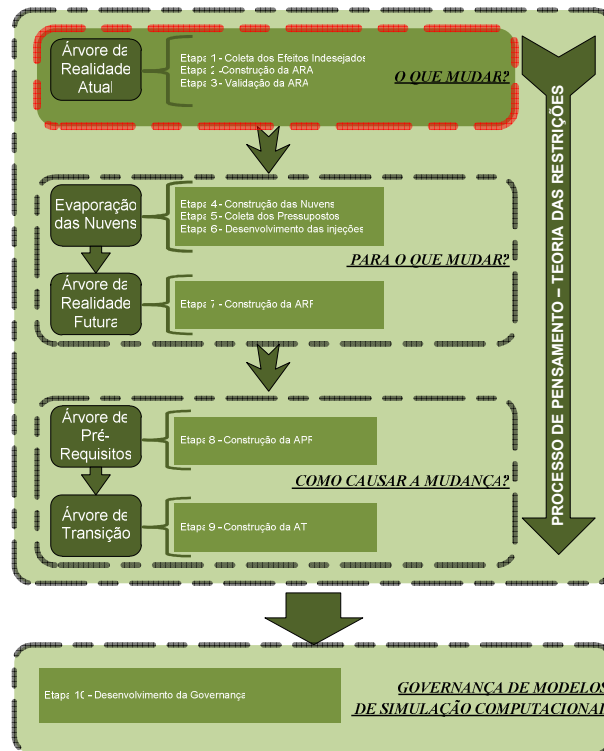 Árvore da
Realidade
Atual
Etapa 1 - Coleta dos Efeitos Indesejados
Etapa 2 -Construção da ARA
Etapa 3 - Validação da ARA
O QUE MUDAR?
Evaporação
das Nuvens
Etapa 4 - Construção das Nuvens
Etapa 5 - Coleta dos Pressupostos
Etapa 6 - Desenvolvimento das injeções
PARA O QUE MUDAR?
Árvore da
Realidade
Futura
Etapa 7 - Construção da ARF
Árvore de
Pré-
Requisitos
Etapa 8 - Construção da APR
COMO CAUSAR A MUDANÇA?
Árvore de
Transição
Etapa 9 - Construção da AT
PROCESSO DE PENSAMENTO – TEORIA DAS RESTRIÇÕES
Etapa 10 - Desenvolvimento da Governança
GOVERNANÇA DE MODELOS
DE SIMULAÇÃO COMPUTACIONAL